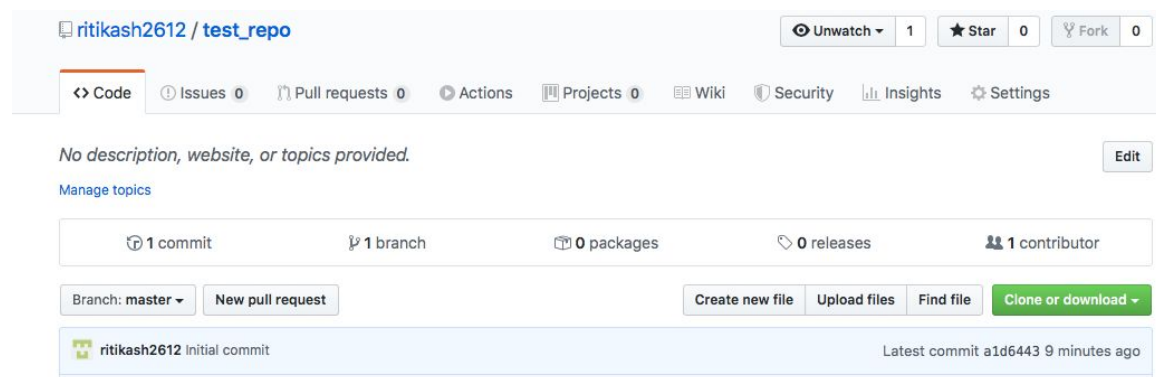 ritikash2612 / test_repo Unwatch 1 Star 0 Fork 0
Code Issues 0 Pull requests 0 Actions Projects 0 Wiki Security Insights Settings
No description, website, or topics provided. Edit
Manage topics
1 commit 1 branch 0 packages 0 releases 1 contributor
Branch: master New pull request Create new file Upload files Find file Clone or download
ritikash2612 Initial commit Latest commit a1d6443 9 minutes ago